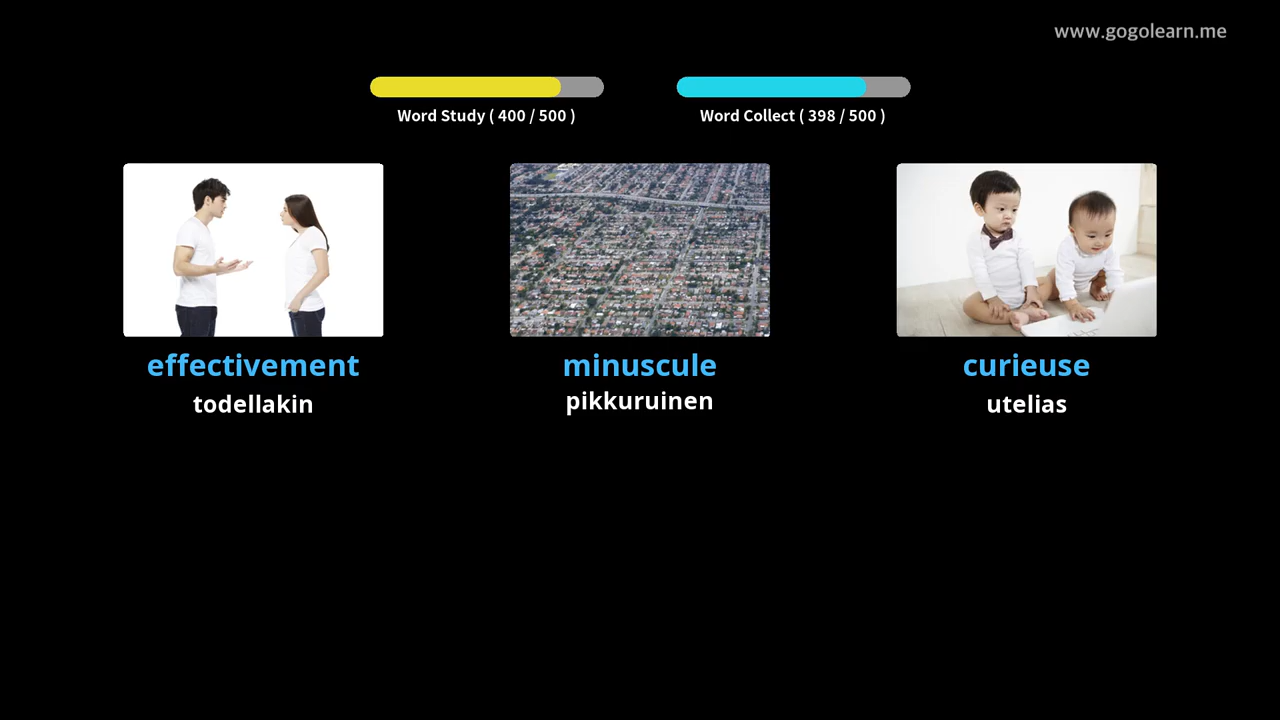 www.gogolearn.me
Word Study ( 400 / 500 )
Word Collect ( 398 / 500 )
effectivement
todellakin
minuscule
pikkuruinen
curieuse
utelias